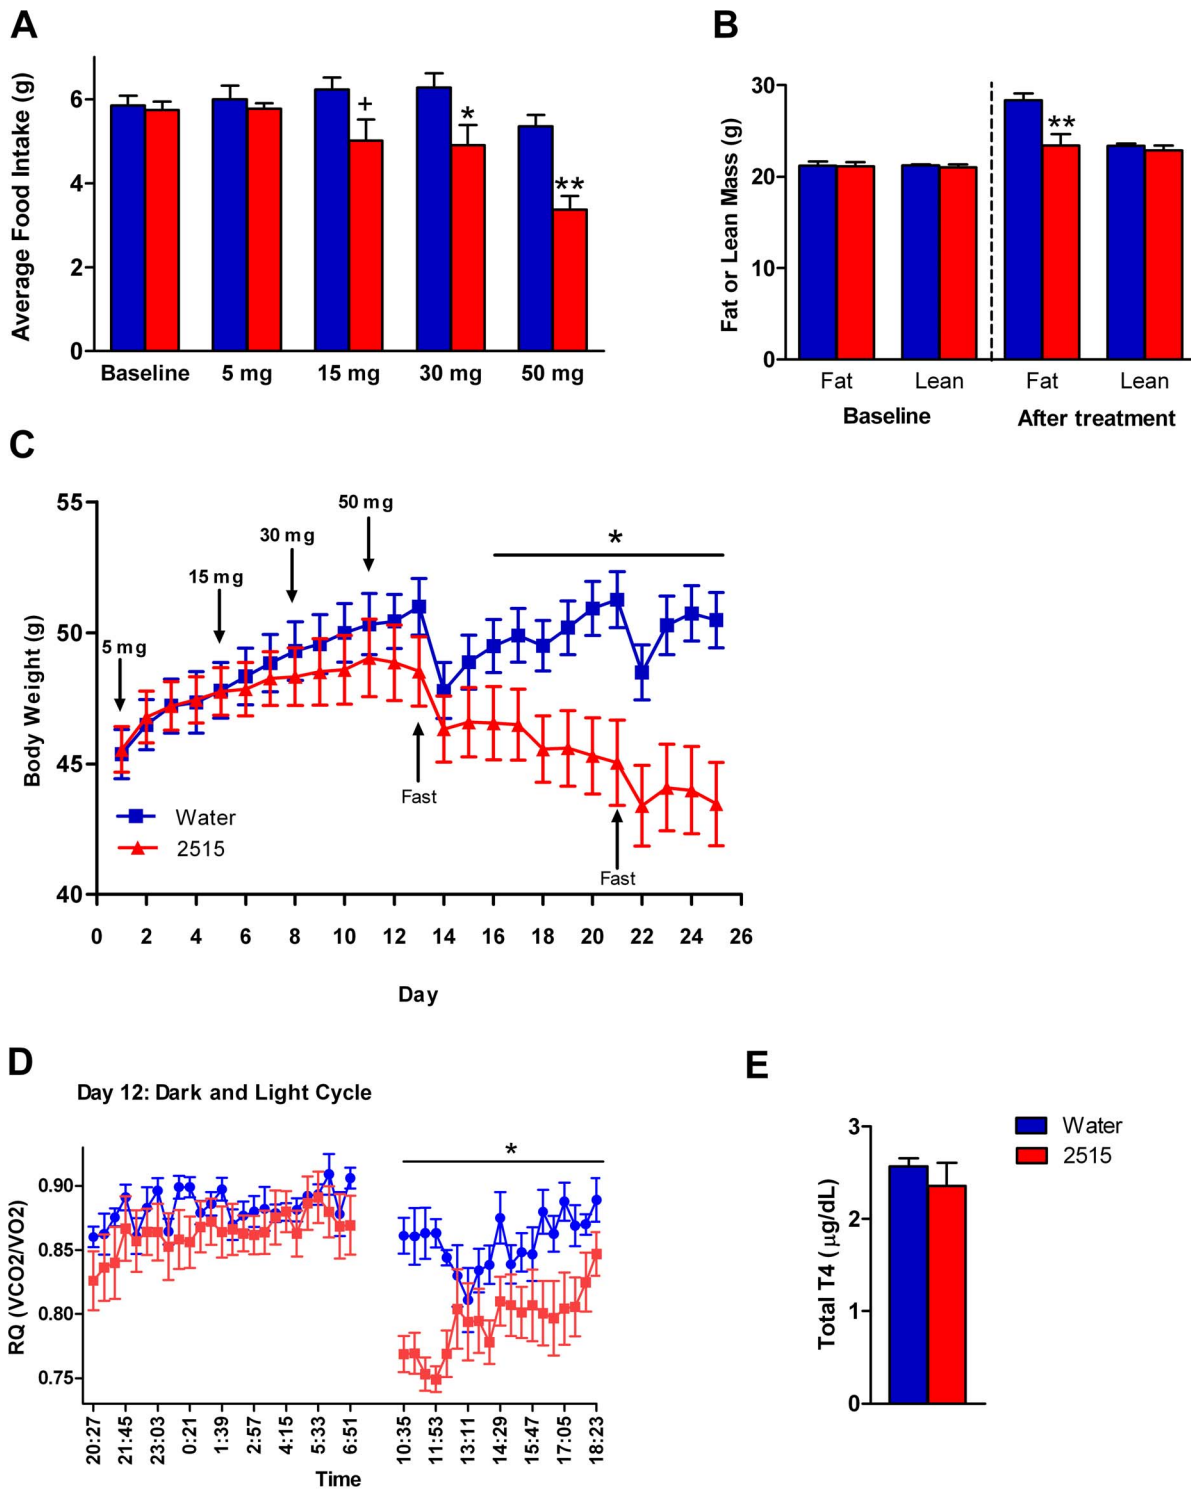 A
Average Food Intake (g)
6
4
2
0
+
*
**
Baseline 5 mg 15 mg 30 mg 50 mg
B
Fat or Lean Mass (g)
30
20
10
0
**
Fat Lean Fat Lean
Baseline After treatment
C
Body Weight (g)
55
50
45
40
5 mg
15 mg
30 mg
50 mg
*
Fast
Fast
Water
2515
0 2 4 6 8 10 12 14 16 18 20 22 24 26
Day
D
Day 12: Dark and Light Cycle
RQ (VCO2/VO2)
0.90
0.85
0.80
0.75
*
20:27 21:45 23:03 0:21 1:39 2:57 4:15 5:33 6:51 10:35 11:53 13:11 14:29 15:47 17:05 18:23
Time
E
Total T4 ( μg/dL)
3
2
1
0
Water
2515